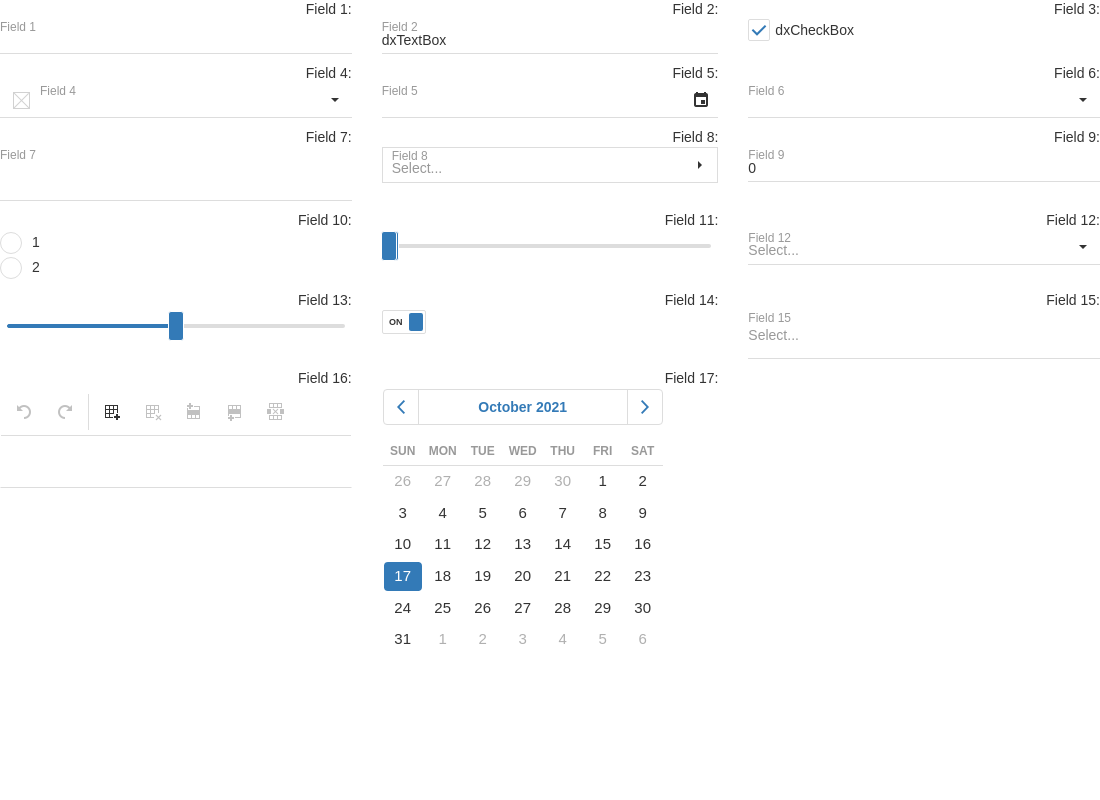 Field 1: Field 2: Field 3:
Field 1 Field 2
dxTextBox dxCheckBox
Field 4: Field 5: Field 6:
Field 4 Field 5 Field 6
Field 7: Field 8: Field 9:
Field 7 Field 8 Field 9
Select... 0
Field 10: Field 11: Field 12:
1 Field 12
Select...
2
Field 13: Field 14: Field 15:
ON Field 15
Select...
Field 16: Field 17:
October 2021
SUN MON TUE WED THU FRI SAT
26 27 28 29 30 1 2
3 4 5 6 7 8 9
10 11 12 13 14 15 16
17 18 19 20 21 22 23
24 25 26 27 28 29 30
31 1 2 3 4 5 6